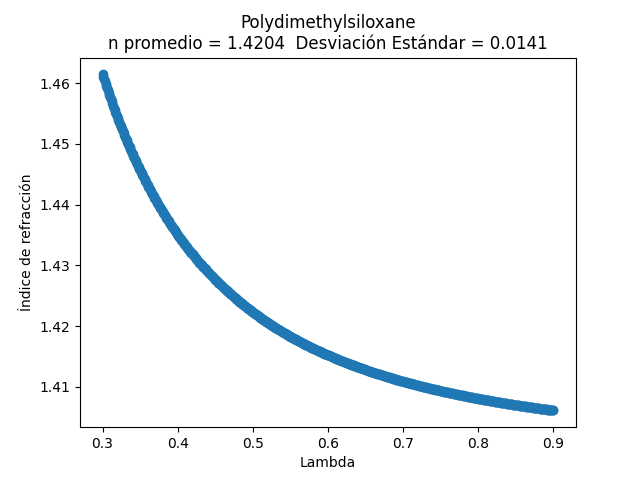 Polydimethylsiloxane
n promedio = 1.4204  Desviación Estándar = 0.0141
1.46
1.45
1.44
1.43
1.42
1.41
Índice de refracción
0.3 0.4 0.5 0.6 0.7 0.8 0.9
Lambda